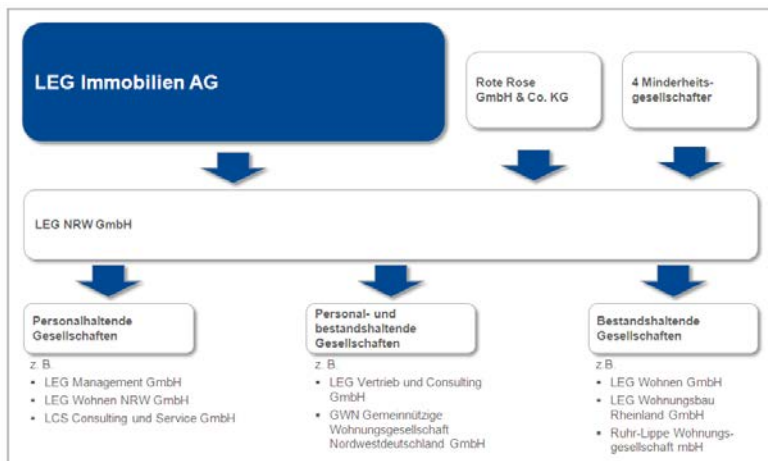 LEG Immobilien AG
Rote Rose
GmbH & Co. KG
4 Minderheits-
gesellschafter
LEG NRW GmbH
Personalhaltende
Gesellschaften
z. B.
▪ LEG Management GmbH
▪ LEG Wohnen NRW GmbH
▪ LCS Consulting und Service GmbH
Personal- und
bestandshaltende
Gesellschaften
z. B.
▪ LEG Vertrieb und Consulting
GmbH
▪ GWN Gemeinnützige
Wohnungsgesellschaft
Nordwestdeutschland GmbH
Bestandshaltende
Gesellschaften
z.B.
▪ LEG Wohnen GmbH
▪ LEG Wohnungsbau
Rheinland GmbH
▪ Ruhr-Lippe Wohnungs-
gesellschaft mbH